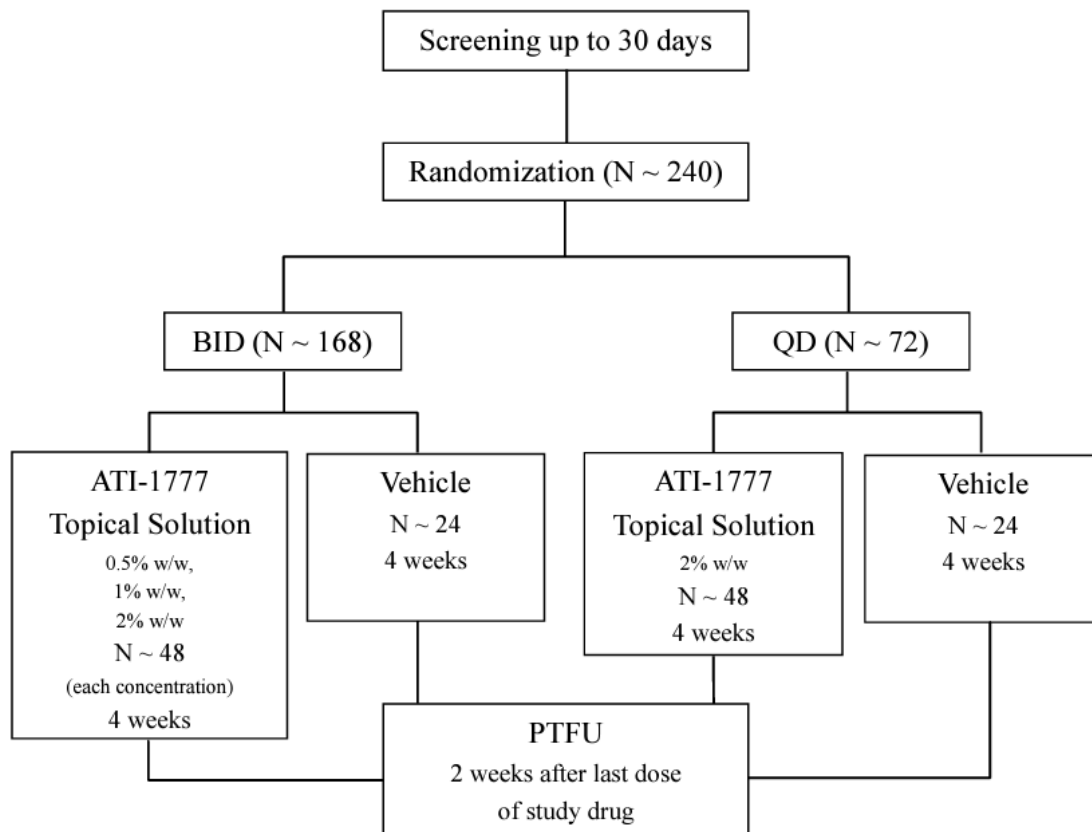 Screening up to 30 days
Randomization (N ~ 240)
BID (N ~ 168)
QD (N ~ 72)
ATI-1777
Topical Solution
0.5% w/w,
1% w/w,
2% w/w
N ~ 48
(each concentration)
4 weeks
Vehicle
N ~ 24
4 weeks
ATI-1777
Topical Solution
2% w/w
N ~ 48
4 weeks
Vehicle
N ~ 24
4 weeks
PTFU
2 weeks after last dose
of study drug